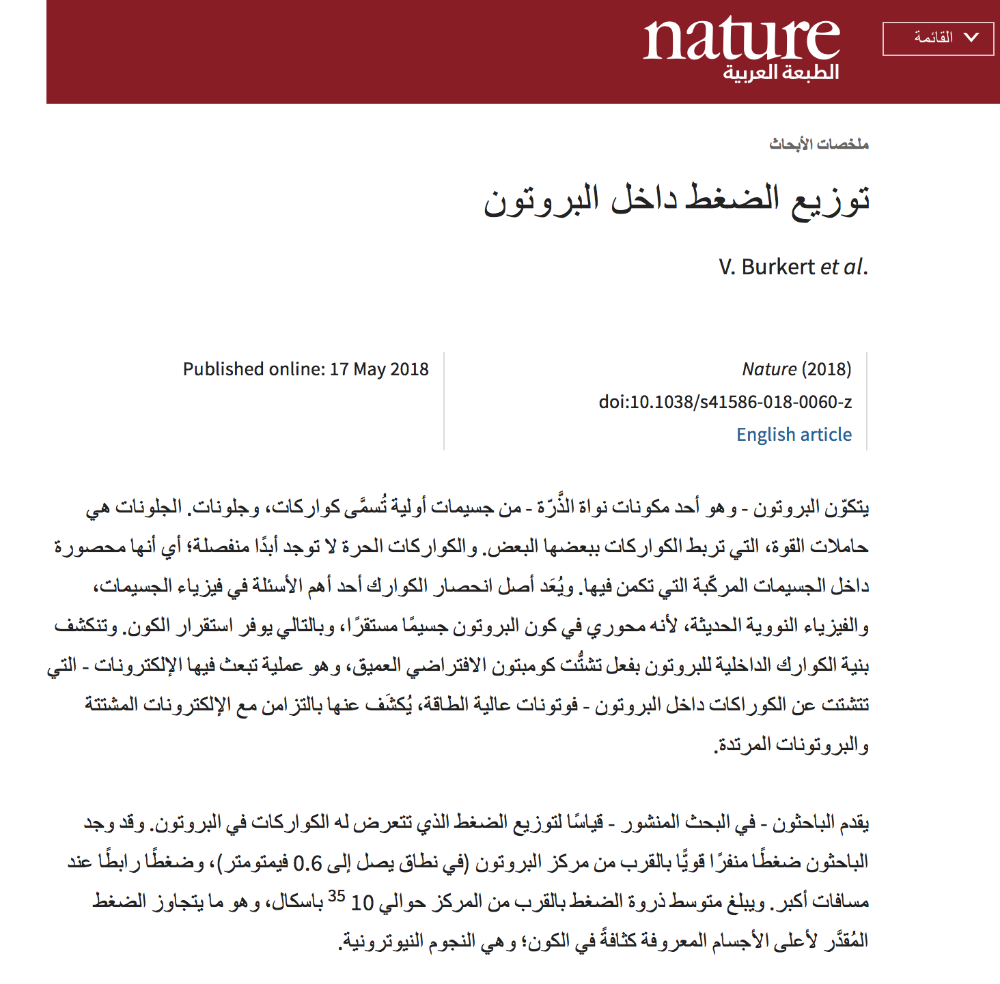 القائمة
nature
الطبعة العربية
ملخصات الأبحاث
توزيع الضغط داخل البروتون
V. Burkert et al.
Nature (2018)
doi:10.1038/s41586-018-0060-z
English article
Published online: 17 May 2018
يتكوّن البروتون - وهو أحد مكونات نواة الذَّرّة - من جسيمات أولية تُسمَّى كواركات، وجلونات. الجلونات هي
حاملات القوة، التي تربط الكواركات ببعضها البعض. والكواركات الحرة لا توجد أبدًا منفصلة؛ أي أنها محصورة
داخل الجسيمات المركّبة التي تكمن فيها. ويُعَد أصل انحصار الكوارك أحد أهم الأسئلة في فيزياء الجسيمات،
والفيزياء النووية الحديثة، لأنه محوري في كون البروتون جسيمًا مستقرًا، وبالتالي يوفر استقرار الكون. وتنكشف
بنية الكوارك الداخلية للبروتون بفعل تشتُّت كومبتون الافتراضي العميق، وهو عملية تبعث فيها الإلكترونات - التي
تتشتت عن الكوراكات داخل البروتون - فوتونات عالية الطاقة، يُكشَف عنها بالتزامن مع الإلكترونات المشتتة
والبروتونات المرتدة.
يقدم الباحثون - في البحث المنشور - قياسًا لتوزيع الضغط الذي تتعرض له الكواركات في البروتون. وقد وجد
الباحثون ضغطًا منفرًا قويًّا بالقرب من مركز البروتون (في نطاق يصل إلى 0.6 فيمتومتر)، وضغطًا رابطًا عند
مسافات أكبر. ويبلغ متوسط ذروة الضغط بالقرب من المركز حوالي 10 35 باسكال، وهو ما يتجاوز الضغط
المُقدَّر لأعلى الأجسام المعروفة كثافةً في الكون؛ وهي النجوم النيوترونية.